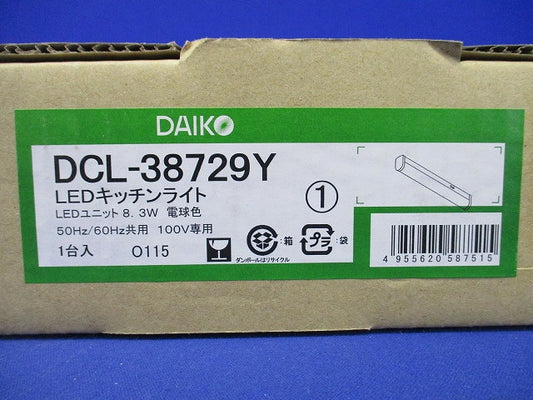 DAIKO
DCL-38729Y
LEDキッチンライト
LEDユニット 8.3W 電球色
50Hz/60Hz共用 100V専用
1台入 0115
①
:箱
プラ :袋
ダンボールはリサイクル
4 955620 587515